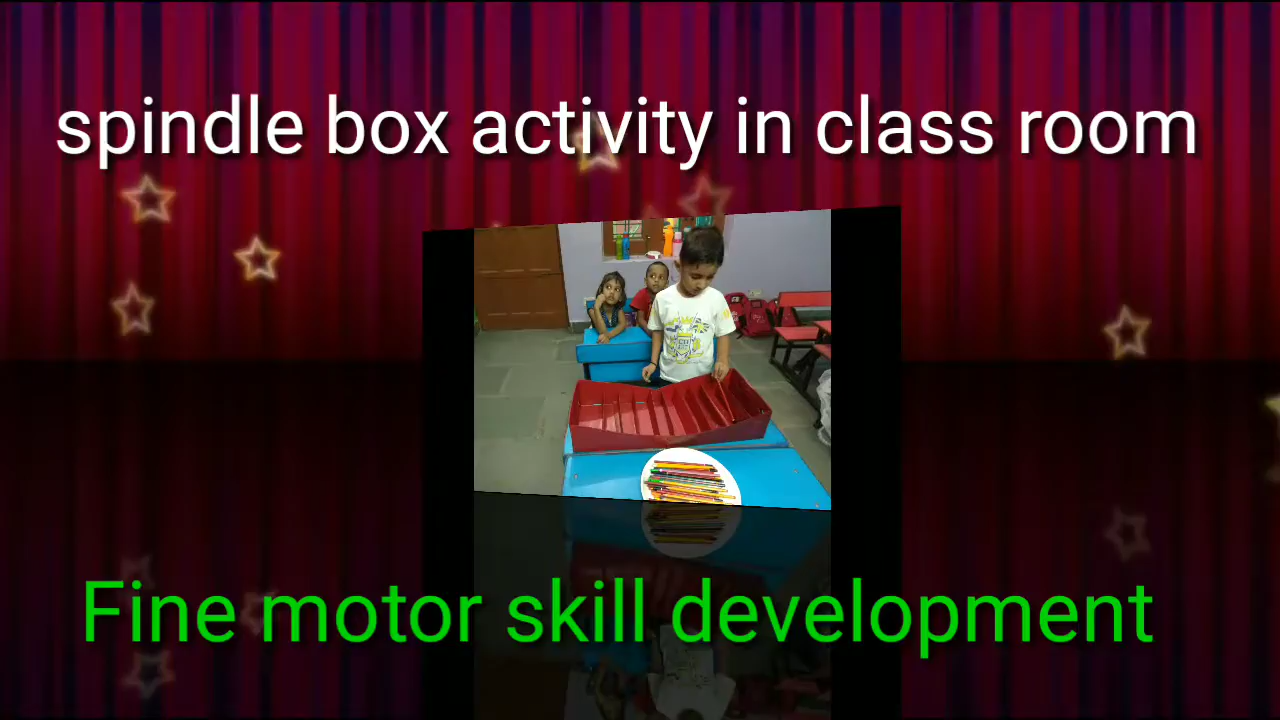 spindle box activity in class room
Fine motor skill development